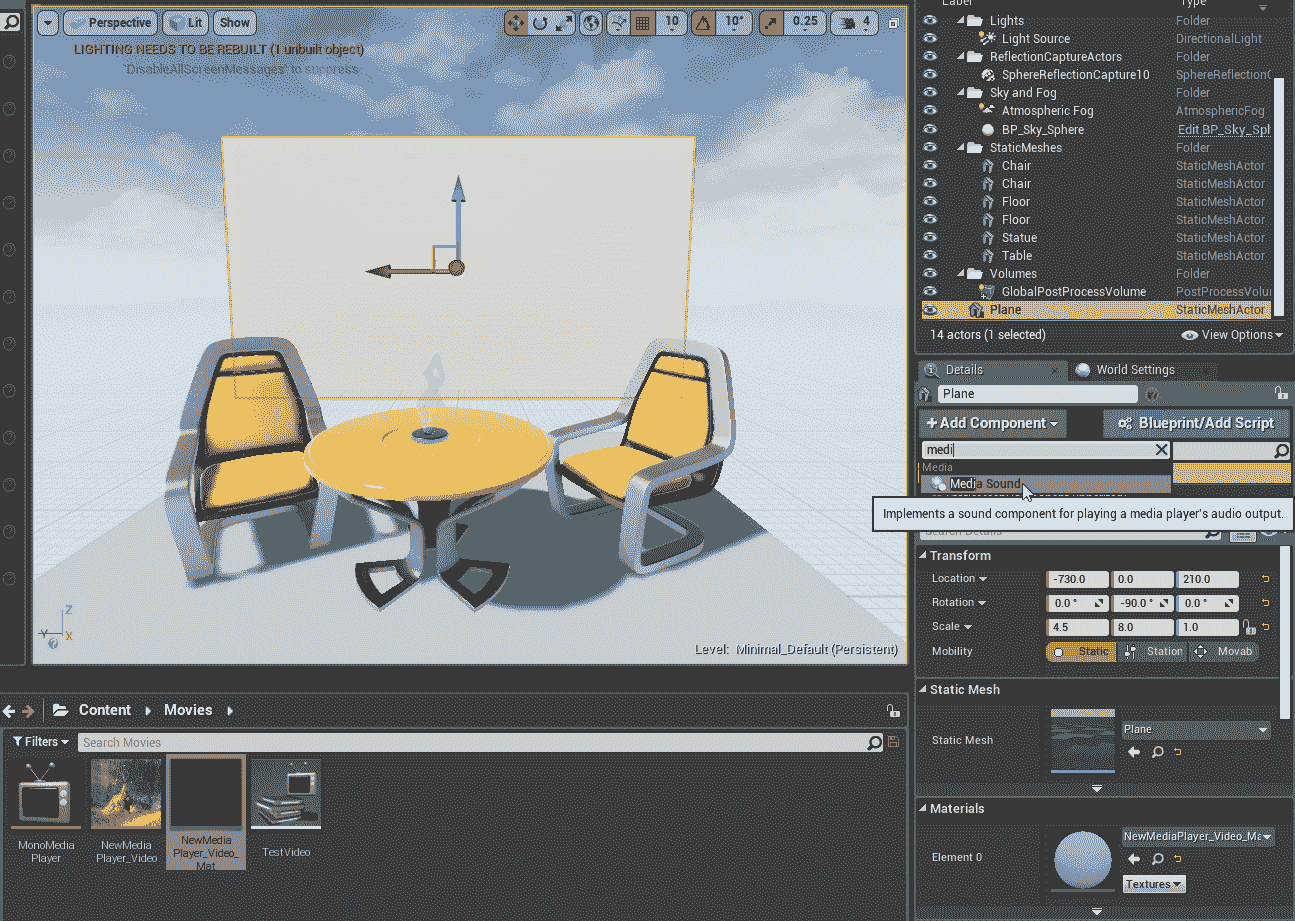 Perspective
Lit
Show
10
10°
0.25
4
LIGHTING NEEDS TO BE REBUILT (1 unbuilt object)
'DisableAllScreenMessages' to suppress
Z
Y
X
Level: Minimal_Default (Persistent)
Label Type
Lights Folder
Light Source DirectionalLight
ReflectionCaptureActors Folder
SphereReflectionCapture10 SphereReflectionC
Sky and Fog Folder
Atmospheric Fog AtmosphericFog
BP_Sky_Sphere Edit BP_Sky_Sph
StaticMeshes Folder
Chair StaticMeshActor
Chair StaticMeshActor
Floor StaticMeshActor
Floor StaticMeshActor
Statue StaticMeshActor
Table StaticMeshActor
Volumes Folder
GlobalPostProcessVolume PostProcessVolu
Plane StaticMeshActor
14 actors (1 selected) View Options
Details World Settings
Plane
+Add Component Blueprint/Add Script
medi
Media
Media Sound
Implements a sound component for playing a media player's audio output.
Search Details
Transform
Location -730.0 0.0 210.0
Rotation 0.0 ° -90.0 ° 0.0 °
Scale 4.5 8.0 1.0
Mobility Static Station Movab
Static Mesh
Static Mesh Plane
Materials
Element 0 NewMediaPlayer_Video_Ma
Textures
Content Movies
Filters Search Movies
MonoMedia
Player
NewMedia
Player_Video
NewMedia
Player_Video_
Mat
TestVideo